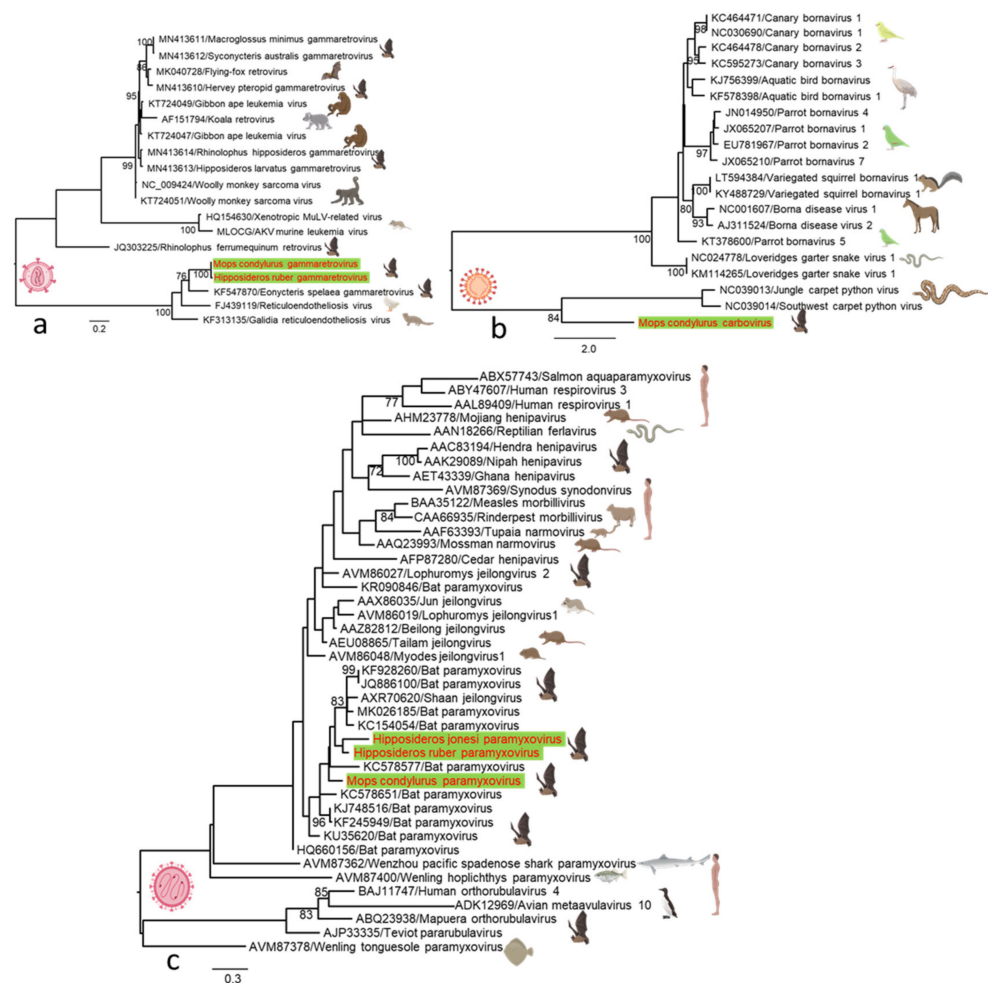 MN413611/Macroglossus minimus gammaretrovirus
100
MN413612/Syconycteris australis gammaretrovirus
86
MK040728/Flying-fox retrovirus
MN413610/Hervey pteropid gammaretrovirus
95
KT724049/Gibbon ape leukemia virus
AF151794/Koala retrovirus
KT724047/Gibbon ape leukemia virus
MN413614/Rhinolophus hipposideros gammaretrovirus
99
MN413613/Hipposideros larvatus gammaretrovirus
NC_009424/Woolly monkey sarcoma virus
KT724051/Woolly monkey sarcoma virus
HQ154630/Xenotropic MuLV-related virus
100
MLOCG/AKV murine leukemia virus
JQ303225/Rhinolophus ferrumequinum retrovirus
Mops condylurus gammaretrovirus
100
Hipposideros ruber gammaretrovirus
76
KF547870/Eonycteris spelaea gammaretrovirus
FJ439119/Reticuloendotheliosis virus
100
KF313135/Galidia reticuloendotheliosis virus
0.2
a
KC464471/Canary bornavirus 1
98
NC030690/Canary bornavirus 1
KC464478/Canary bornavirus 2
95
KC595273/Canary bornavirus 3
KJ756399/Aquatic bird bornavirus
KF578398/Aquatic bird bornavirus 1
JN014950/Parrot bornavirus 4
JX065207/Parrot bornavirus 1
EU781967/Parrot bornavirus 2
97
JX065210/Parrot bornavirus 7
LT594384/Variegated squirrel bornavirus 1
100
KY488729/Variegated squirrel bornavirus 1
80
NC001607/Borna disease virus 1
93
AJ311524/Borna disease virus 2
100
KT378600/Parrot bornavirus 5
NC024778/Loveridges garter snake virus 1
100
KM114265/Loveridges garter snake virus 1
NC039013/Jungle carpet python virus
NC039014/Southwest carpet python virus
84
Mops condylurus carbovirus
2.0
b
ABX57743/Salmon aquaparamyxovirus
ABY47607/Human respirovirus 3
77
AAL89409/Human respirovirus 1
AHM23778/Mojiang henipavirus
AAN18266/Reptilian ferlavirus
AAC83194/Hendra henipavirus
100
AAK29089/Nipah henipavirus
72
AET43339/Ghana henipavirus
AVM87369/Synodus synodonvirus
BAA35122/Measles morbillivirus
84
CAA66935/Rinderpest morbillivirus
AAF63393/Tupaia narmovirus
AAQ23993/Mossman narmovirus
AFP87280/Cedar henipavirus
AVM86027/Lophuromys jeilongvirus 2
KR090846/Bat paramyxovirus
AAX86035/Jun jeilongvirus
AVM86019/Lophuromys jeilongvirus1
AAZ82812/Beilong jeilongvirus
AEU08865/Tailam jeilongvirus
AVM86048/Myodes jeilongvirus1
99
KF928260/Bat paramyxovirus
JQ886100/Bat paramyxovirus
83
AXR70620/Shaan jeilongvirus
MK026185/Bat paramyxovirus
KC154054/Bat paramyxovirus
Hipposideros jonesi paramyxovirus
Hipposideros ruber paramyxovirus
KC578577/Bat paramyxovirus
Mops condylurus paramyxovirus
KC578651/Bat paramyxovirus
KJ748516/Bat paramyxovirus
96
KF245949/Bat paramyxovirus
KU35620/Bat paramyxovirus
HQ660156/Bat paramyxovirus
AVM87362/Wenzhou pacific spadenose shark paramyxovirus
AVM87400/Wenling hoplichthys paramyxovirus
BAJ11747/Human orthorubulavirus 4
85
ADK12969/Avian metaavulavirus 10
83
ABQ23938/Mapuera orthorubulavirus
AJP33335/Teviot pararubulavirus
AVM87378/Wenling tonguesole paramyxovirus
c
0.3